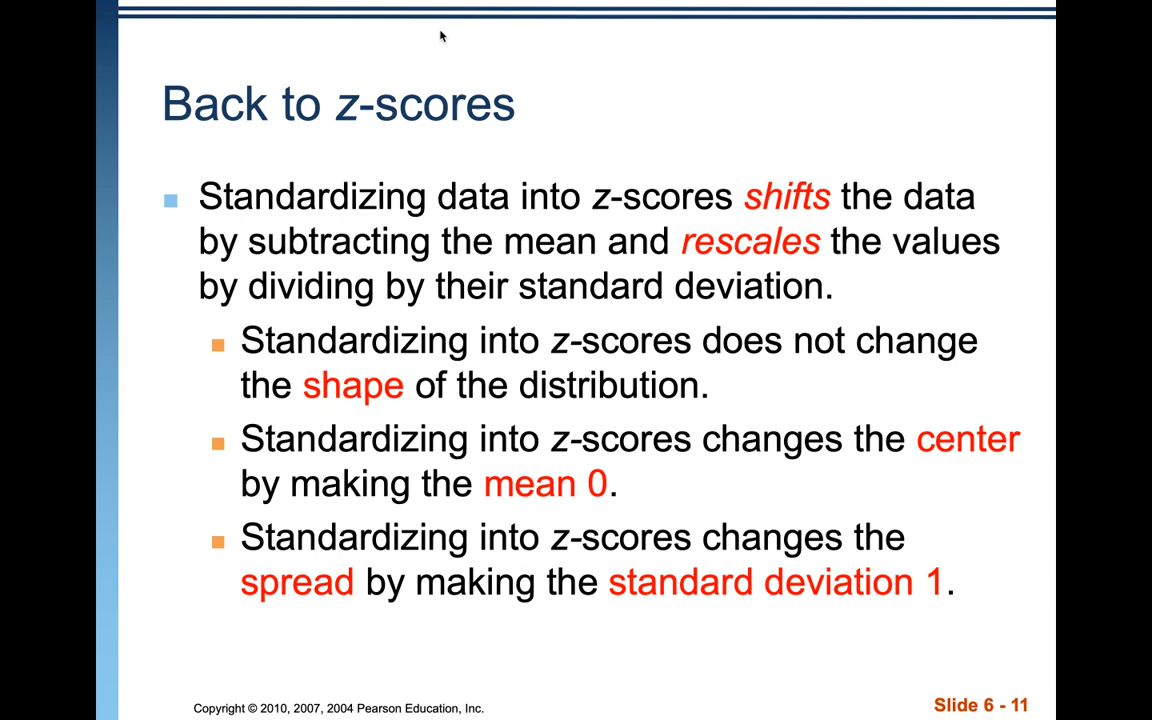 Back to z-scores
Standardizing data into z-scores shifts the data
by subtracting the mean and rescales the values
by dividing by their standard deviation.
Standardizing into z-scores does not change
the shape of the distribution.
Standardizing into z-scores changes the center
by making the mean 0.
Standardizing into z-scores changes the
spread by making the standard deviation 1.
Copyright © 2010, 2007, 2004 Pearson Education, Inc.
Slide 6 - 11